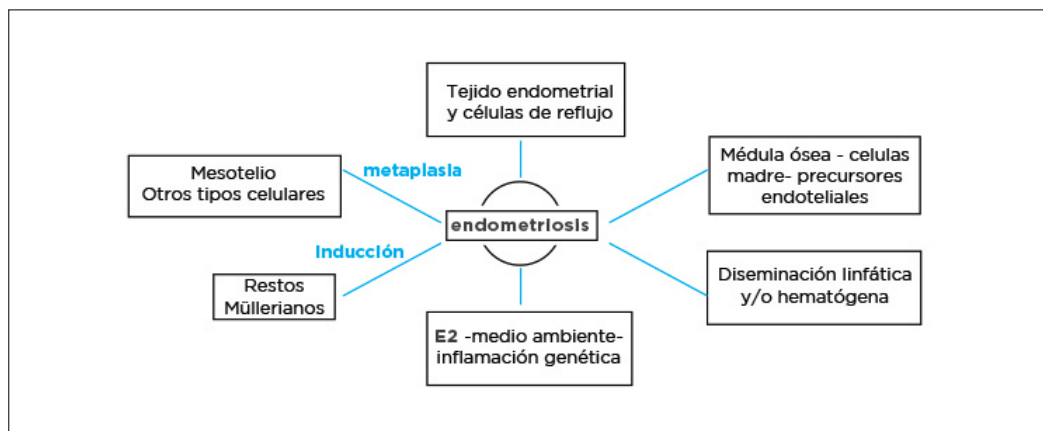 Tejido endometrial
y células de reflujo
Mesotelio
Otros tipos celulares
metaplasia
Médula ósea - celulas
madre- precursores
endoteliales
endometriosis
inducción
Restos
Müllerianos
Diseminación linfática
y/o hematógena
E2 -medio ambiente-
inflamación genética